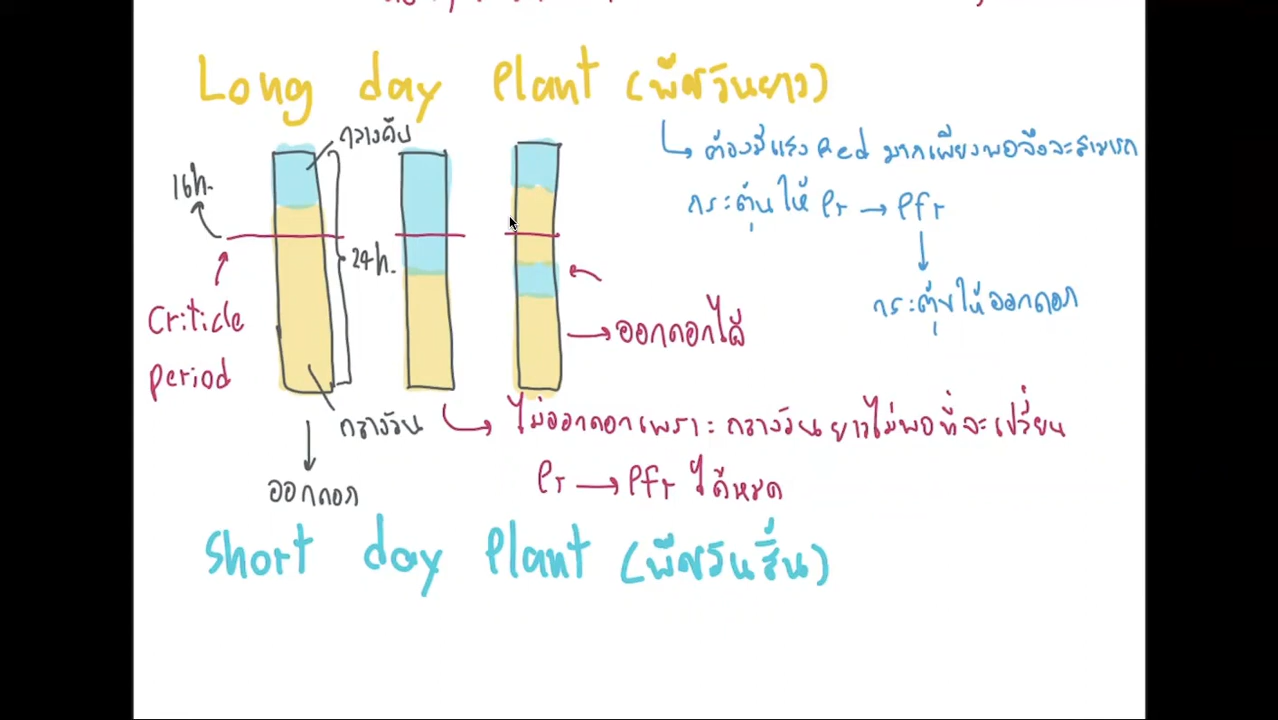 Long day Plant (พืชวันยาว)
กลางคืน
16h.
24h.
Criticle
period
กลางวัน
ออกดอก
ออกดอกได้
ต้องมีแสง Red มากเพียงพอจึงจะสามารถ
กระตุ้นให้ Pr → Pfr
กระตุ้นให้ออกดอก
ไม่ออกดอกเพราะกลางวันยาวไม่พอที่จะเปลี่ยน
Pr → Pfr ได้หมด
Short day Plant (พืชวันสั้น)